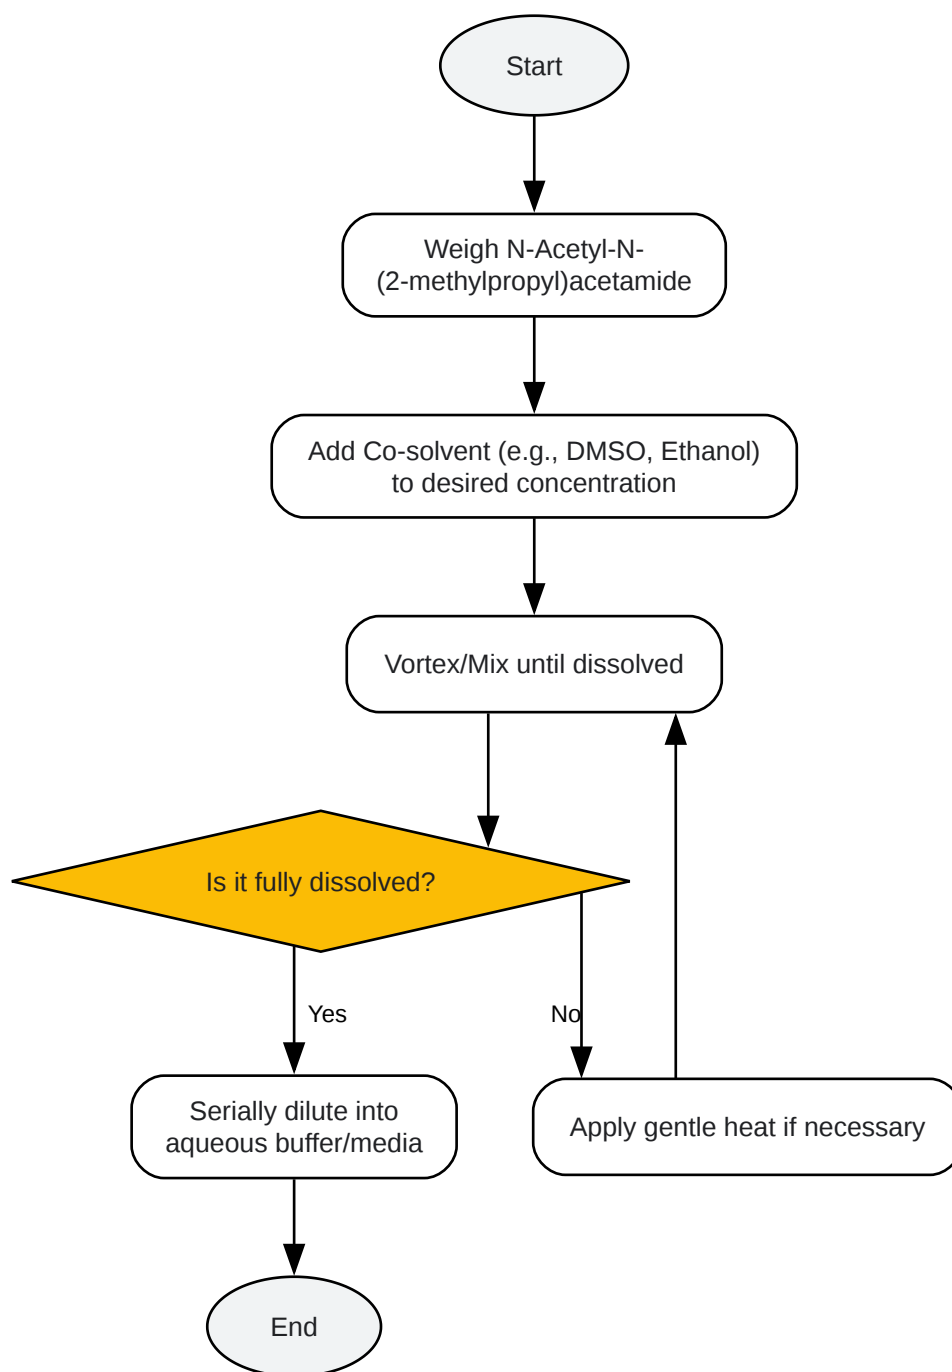 Start
Weigh N-Acetyl-N-
(2-methylpropyl)acetamide
Add Co-solvent (e.g., DMSO, Ethanol)
to desired concentration
Vortex/Mix until dissolved
Is it fully dissolved?
Yes
No
Serially dilute into
aqueous buffer/media
Apply gentle heat if necessary
End